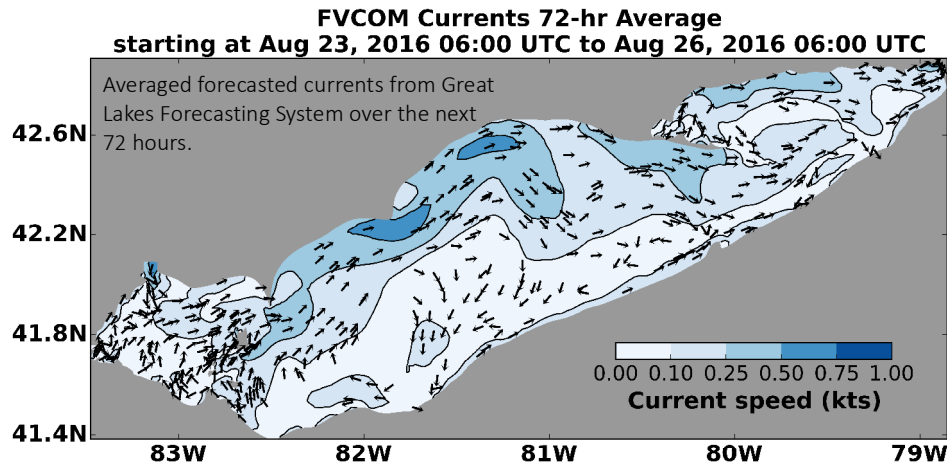 FVCOM Currents 72-hr Average
starting at Aug 23, 2016 06:00 UTC to Aug 26, 2016 06:00 UTC
Averaged forecasted currents from Great
Lakes Forecasting System over the next
72 hours.
42.6N
42.2N
41.8N
41.4N
0.00 0.10 0.25 0.50 0.75 1.00
Current speed (kts)
83W 82W 81W 80W 79W